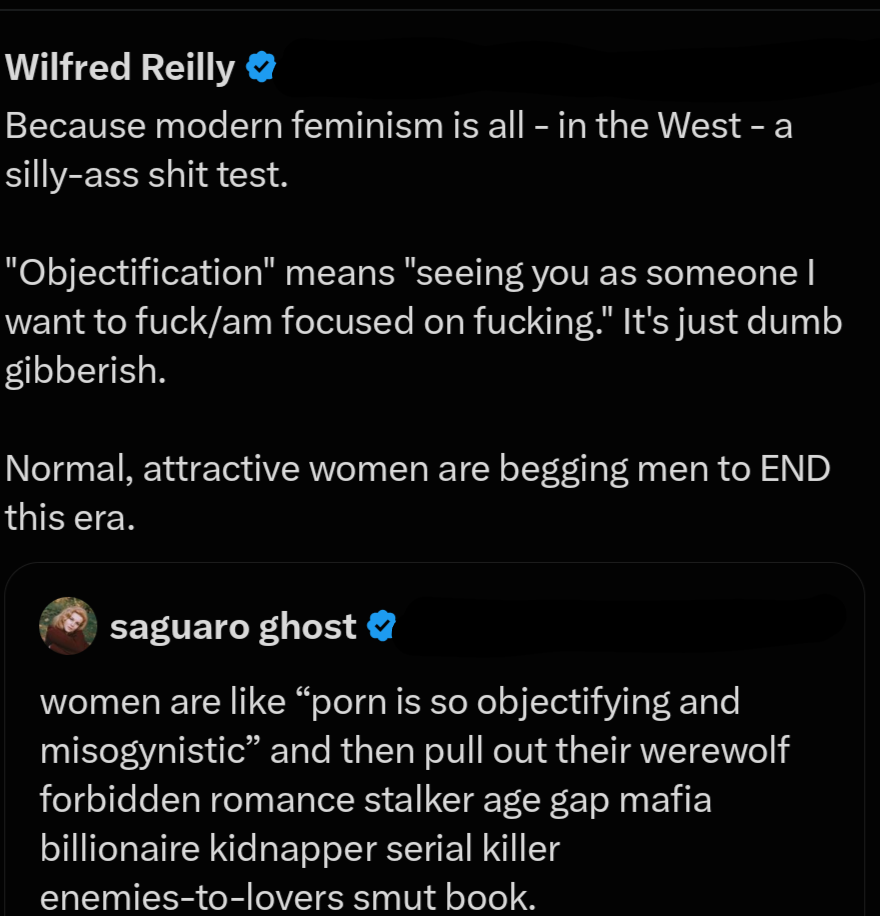 Wilfred Reilly
Because modern feminism is all - in the West - a
silly-ass shit test.
"Objectification" means "seeing you as someone I
want to fuck/am focused on fucking." It's just dumb
gibberish.
Normal, attractive women are begging men to END
this era.
saguaro ghost
women are like “porn is so objectifying and
misogynistic” and then pull out their werewolf
forbidden romance stalker age gap mafia
billionaire kidnapper serial killer
enemies-to-lovers smut book.